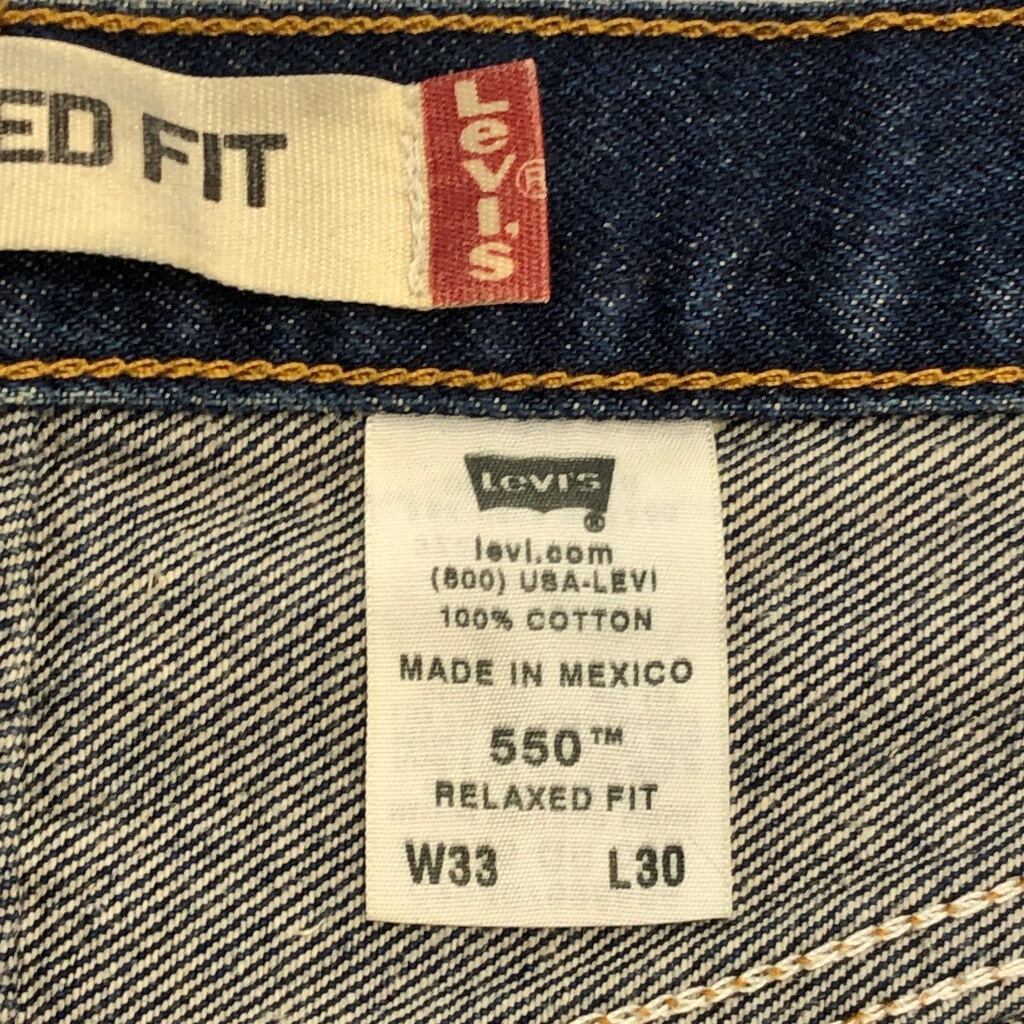 ED FIT
LeVI'S®
LeVI'S®
levi.com
(800) USA-LEVI
100% COTTON
MADE IN MEXICO
550™
RELAXED FIT
W33 L30